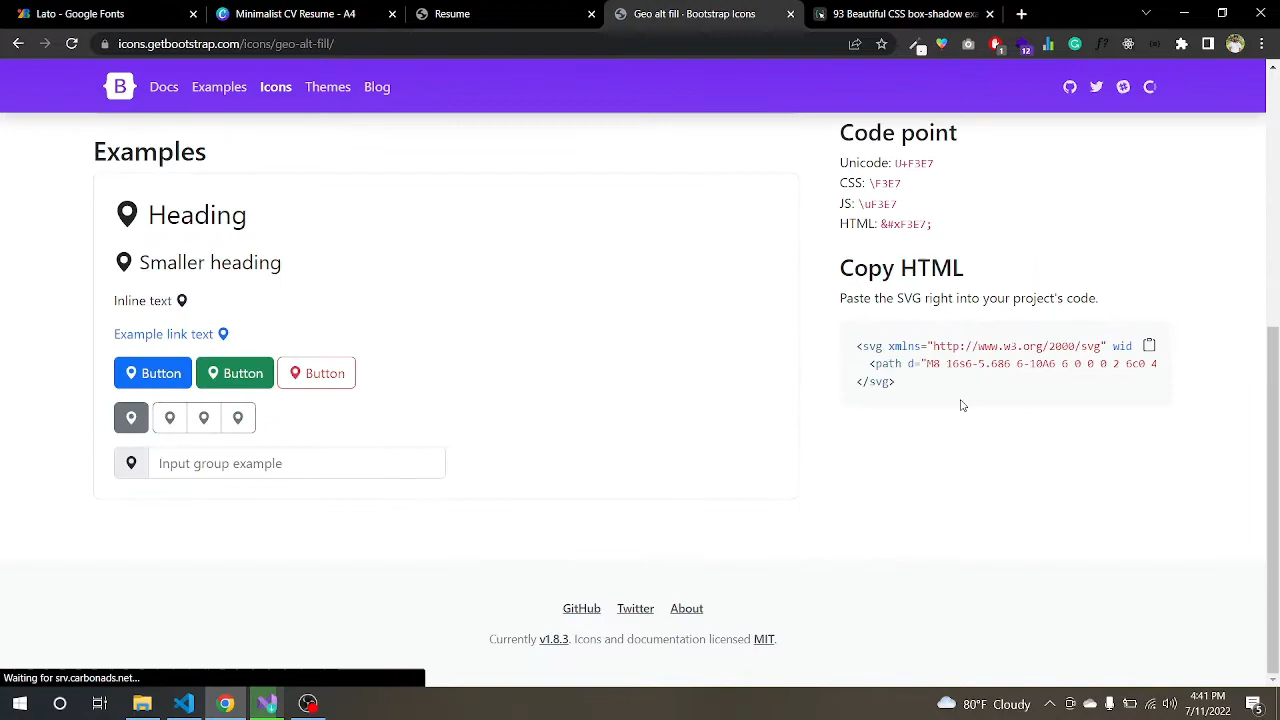 Lato - Google Fonts
Minimalist CV Resume - A4
Resume
Geo alt fill · Bootstrap Icons
93 Beautiful CSS box-shadow exa
icons.getbootstrap.com/icons/geo-alt-fill/
1
12
f?
B
Docs
Examples
Icons
Themes
Blog
Examples
Heading
Smaller heading
Inline text
Example link text
Button
Button
Button
Input group example
Code point
Unicode: U+F3E7
CSS: \F3E7
JS: \uF3E7
HTML: &#xF3E7;
Copy HTML
Paste the SVG right into your project's code.
<svg xmlns="http://www.w3.org/2000/svg" wid
<path d="M8 16s6-5.686 6-10A6 6 0 0 0 2 6c0 4
</svg>
GitHub Twitter About
Currently v1.8.3. Icons and documentation licensed MIT.
Waiting for srv.carbonads.net...
80°F Cloudy
4:41 PM
7/11/2022
5